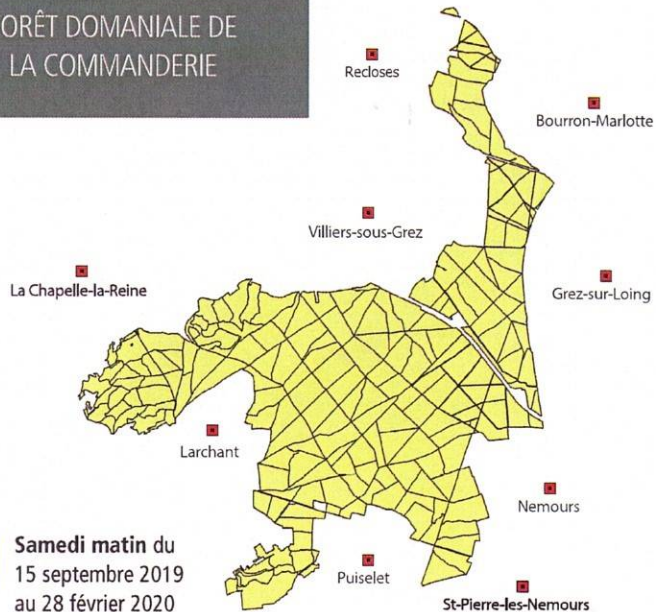 ORÊT DOMANIALE DE
LA COMMANDERIE
Recloses
Bourron-Marlotte
Villiers-sous-Grez
La Chapelle-la-Reine
Grez-sur-Loing
Larchant
Nemours
Samedi matin du
15 septembre 2019
au 28 février 2020
Puiselet
St-Pierre-les-Nemours